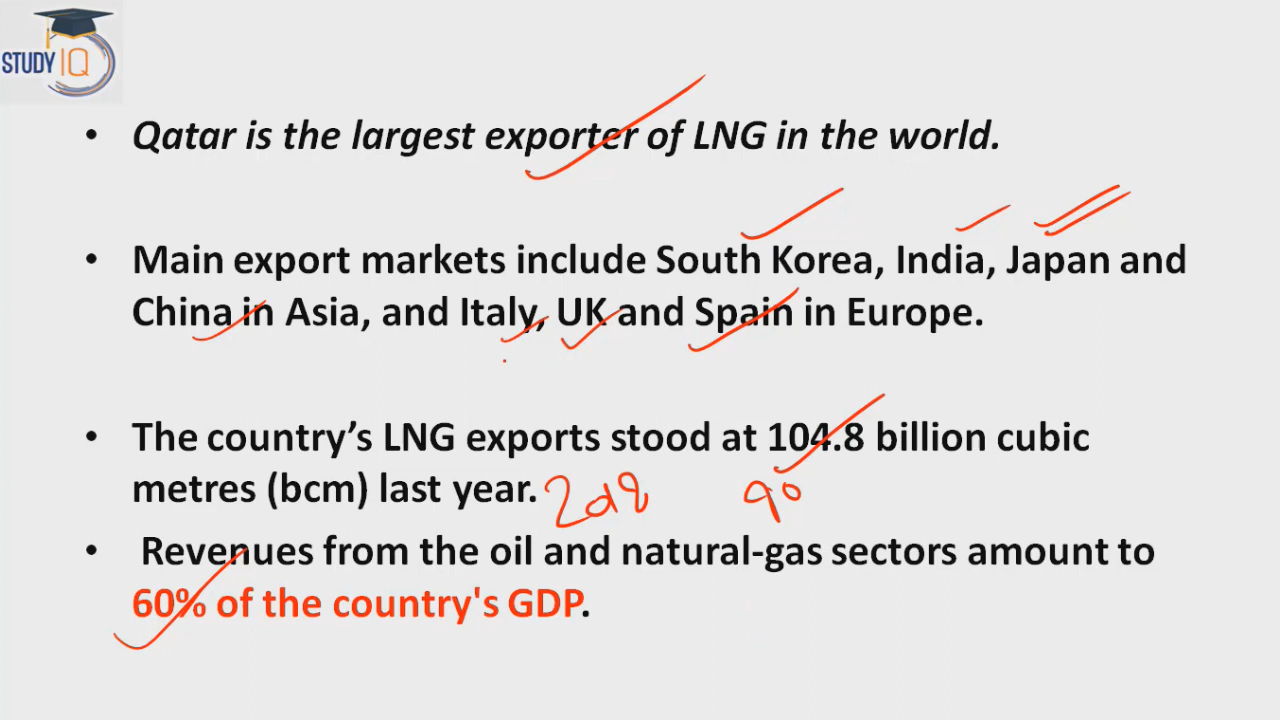 STUDY IQ
• Qatar is the largest exporter of LNG in the world.
• Main export markets include South Korea, India, Japan and
China in Asia, and Italy, UK and Spain in Europe.
• The country's LNG exports stood at 104.8 billion cubic
metres (bcm) last year.
90
• Revenues from the oil and natural-gas sectors amount to
60% of the country's GDP.